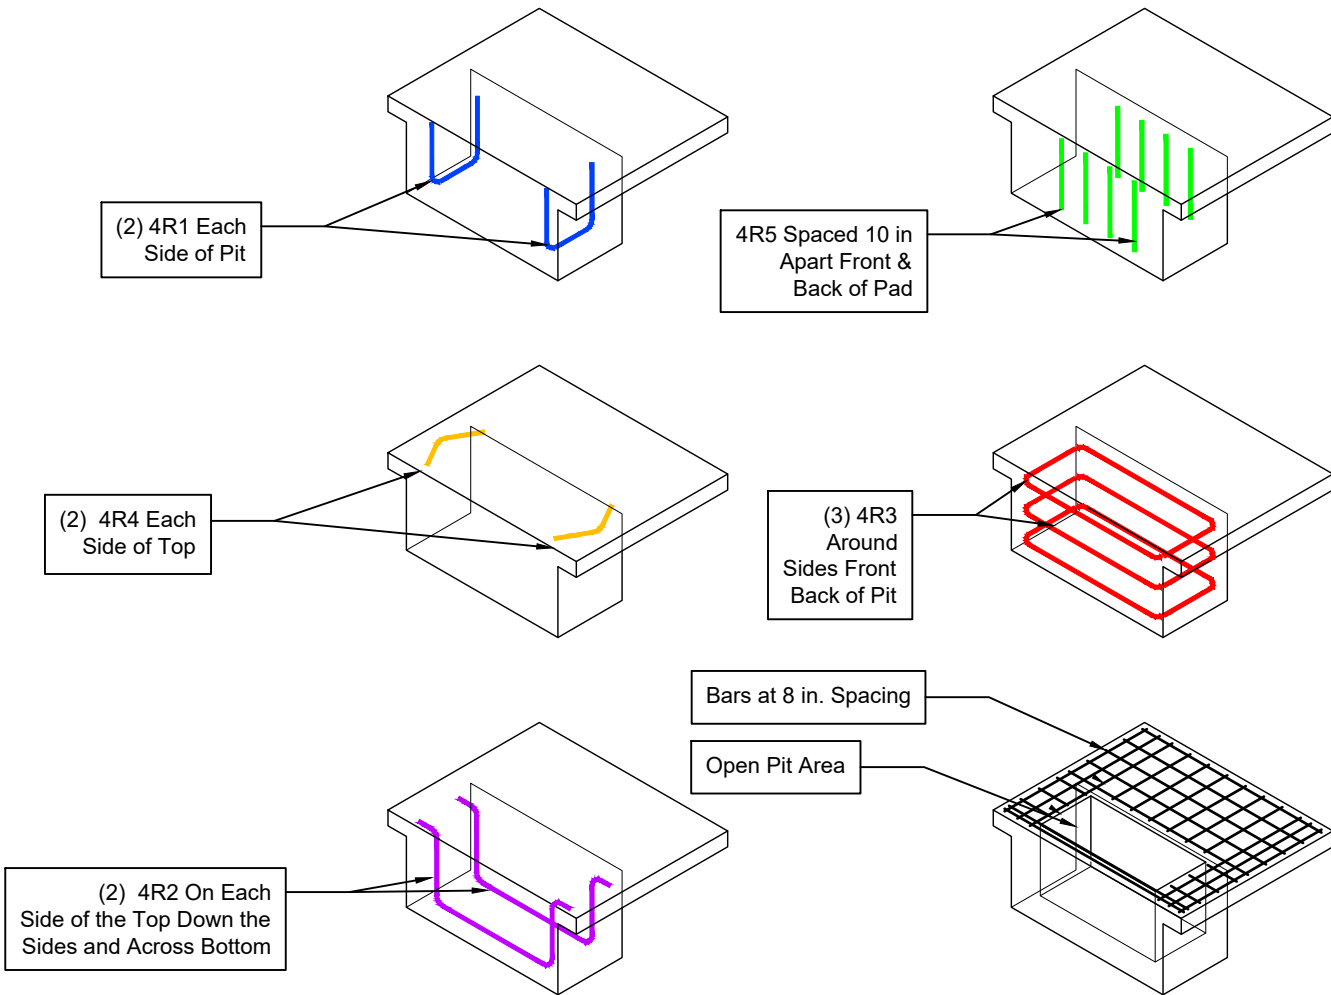 (2) 4R1 Each
Side of Pit
4R5 Spaced 10 in
Apart Front &
Back of Pad
(2) 4R4 Each
Side of Top
(3) 4R3
Around
Sides Front
Back of Pit
Bars at 8 in. Spacing
Open Pit Area
(2) 4R2 On Each
Side of the Top Down the
Sides and Across Bottom